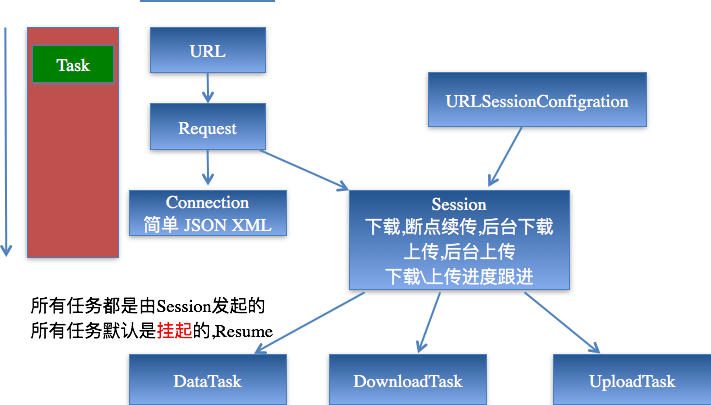 Task
URL
Request
URLSessionConfigration
Connection
简单 JSON XML
Session
下载,断点续传,后台下载
上传,后台上传
下载\上传进度跟进
所有任务都是由Session发起的
所有任务默认是挂起的,Resume
DataTask
DownloadTask
UploadTask